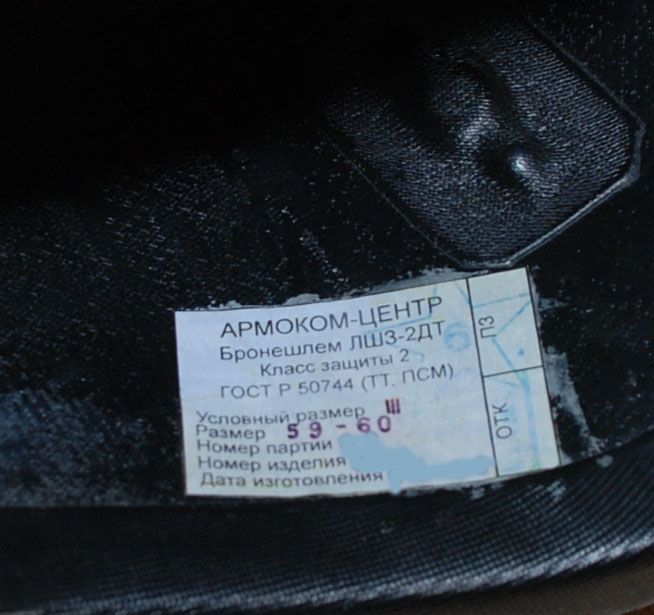 АРМОКОМ-ЦЕНТР
Бронешлем ЛШЗ-2ДТ
Класс защиты 2
ГОСТ Р 50744 (ТТ. ПСМ)
Условный размер III
Размер 59-60
Номер партии
Номер изделия
Дата изготовления
ПЗ
ОТК